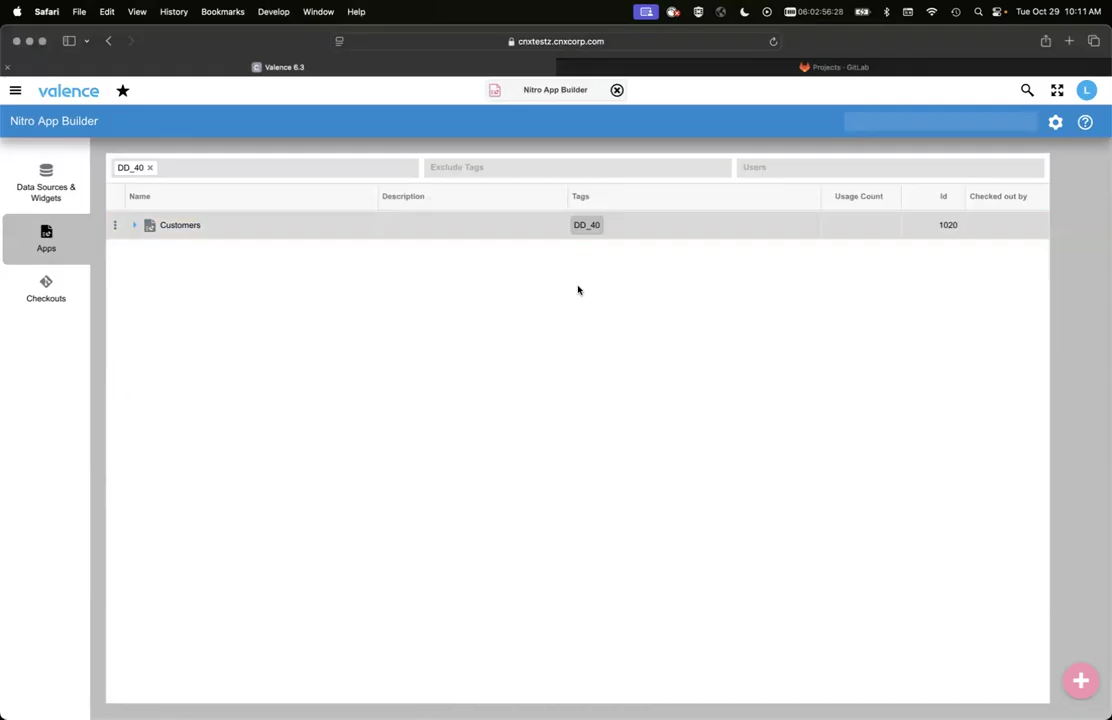 Safari File Edit View History Bookmarks Develop Window Help 06:02:56:28 Tue Oct 29 10:11 AM
cnxtestz.cnxcorp.com
Valence 6.3 Projects - GitLab
valence Nitro App Builder
Nitro App Builder
DD_40 Exclude Tags Users
Data Sources &
Widgets
Name Description Tags Usage Count Id Checked out by
Customers DD_40 1020
Apps
Checkouts
L